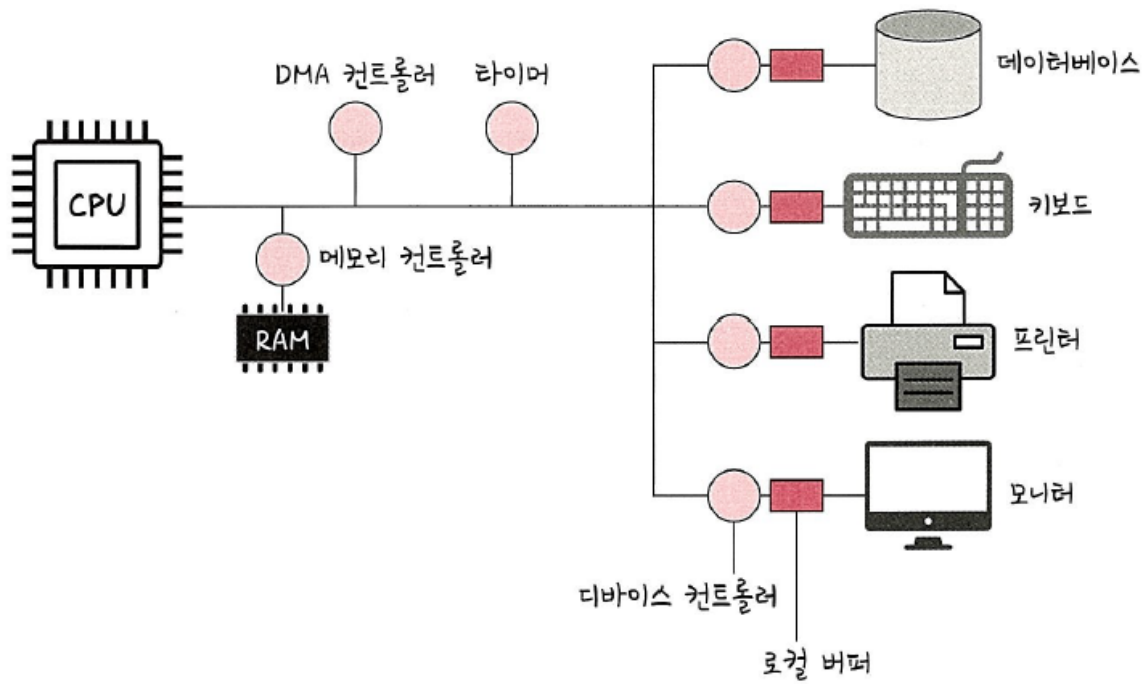 DMA 컨트롤러
타이머
데이터베이스
CPU
키보드
메모리 컨트롤러
RAM
프린터
모니터
디바이스 컨트롤러
로컬 버퍼